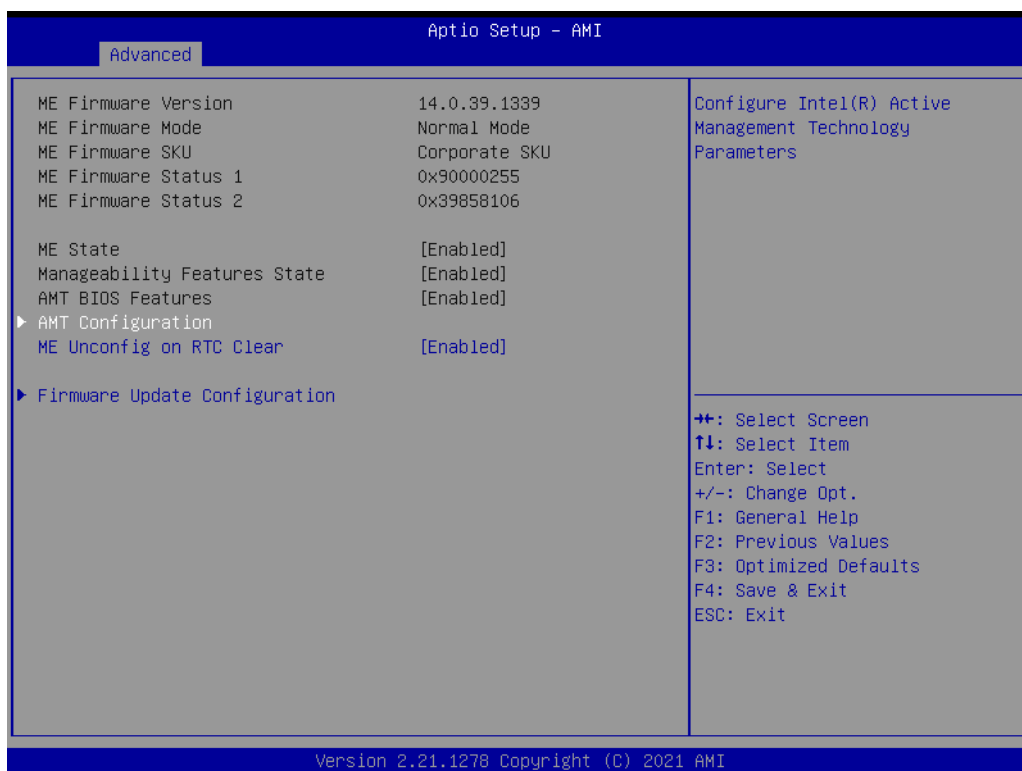 Aptio Setup – AMI
Advanced
ME Firmware Version 14.0.39.1339
ME Firmware Mode Normal Mode
ME Firmware SKU Corporate SKU
ME Firmware Status 1 0x90000255
ME Firmware Status 2 0x39858106
ME State [Enabled]
Manageability Features State [Enabled]
AMT BIOS Features [Enabled]
▶ AMT Configuration
ME Unconfig on RTC Clear [Enabled]
▶ Firmware Update Configuration
Configure Intel(R) Active
Management Technology
Parameters
→←: Select Screen
↑↓: Select Item
Enter: Select
+/-: Change Opt.
F1: General Help
F2: Previous Values
F3: Optimized Defaults
F4: Save & Exit
ESC: Exit
Version 2.21.1278 Copyright (C) 2021 AMI